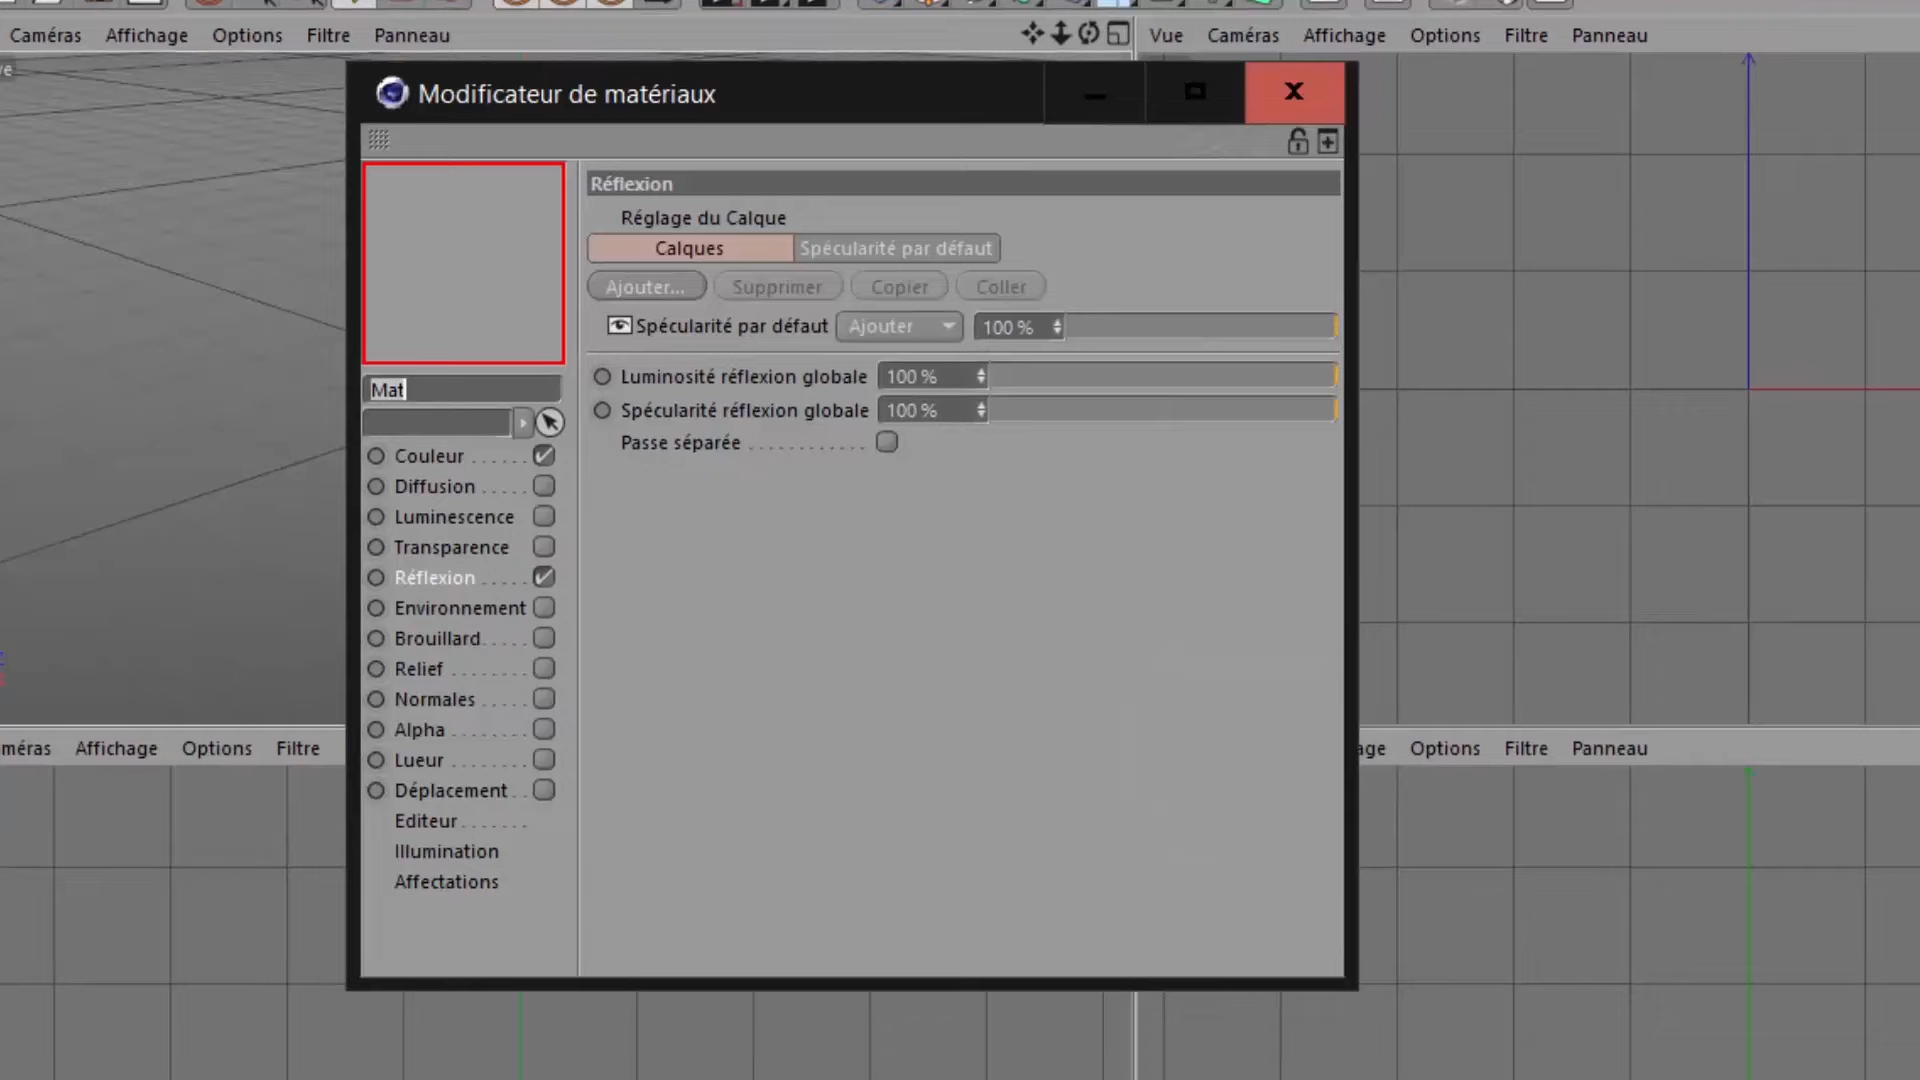 Caméras Affichage Options Filtre Panneau
Vue Caméras Affichage Options Filtre Panneau
Modificateur de matériaux
Réflexion
Réglage du Calque
Calques Spécularité par défaut
Ajouter... Supprimer Copier Coller
Spécularité par défaut Ajouter 100 %
Luminosité réflexion globale 100 %
Spécularité réflexion globale 100 %
Passe séparée
Mat
Couleur
Diffusion
Luminescence
Transparence
Réflexion
Environnement
Brouillard
Relief
Normales
Alpha
Lueur
Déplacement
Editeur
Illumination
Affectations
méras Affichage Options Filtre
age Options Filtre Panneau